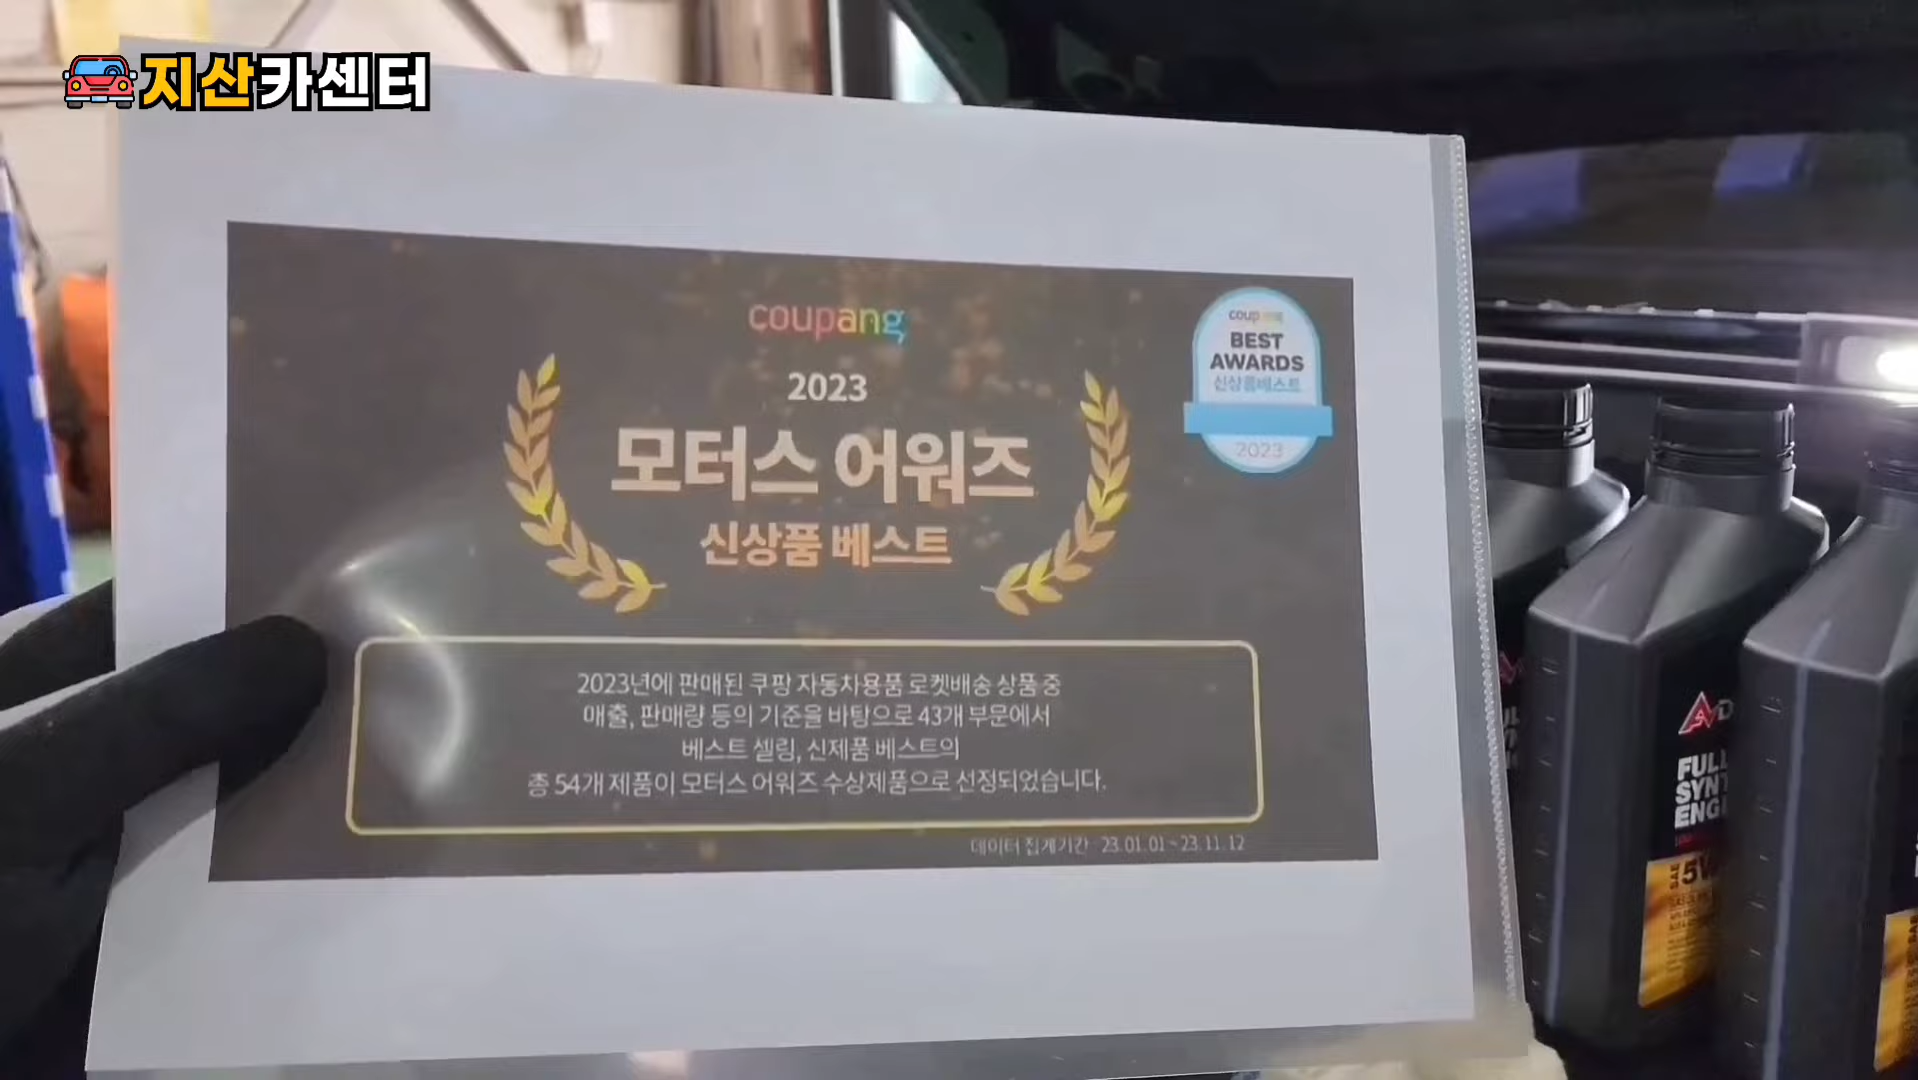 지산카센터
coupang
2023
모터스 어워즈
신상품 베스트
coupang
BEST
AWARDS
신상품베스트
2023
2023년에 판매된 쿠팡 자동차용품 로켓배송 상품 중
매출, 판매량 등의 기준을 바탕으로 43개 부문에서
베스트 셀링, 신제품 베스트의
총 54개 제품이 모터스 어워즈 수상제품으로 선정되었습니다.
데이터 집계기간 : 23. 01. 01 ~ 23. 11. 12
FULL
SAE